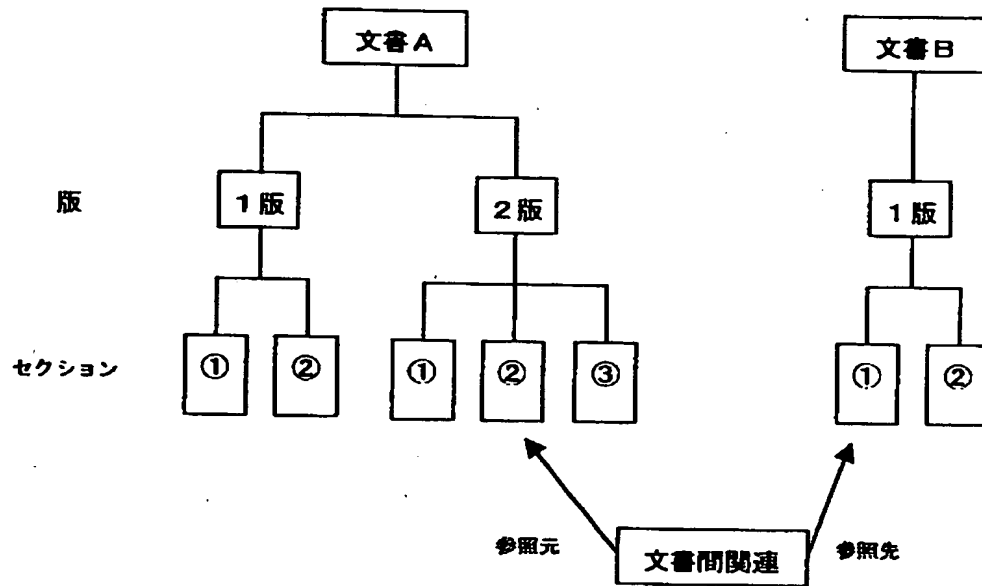 文書A
文書B
版
1版
2版
1版
セクション
①
②
①
②
③
①
②
参照元
文書間関連
参照先